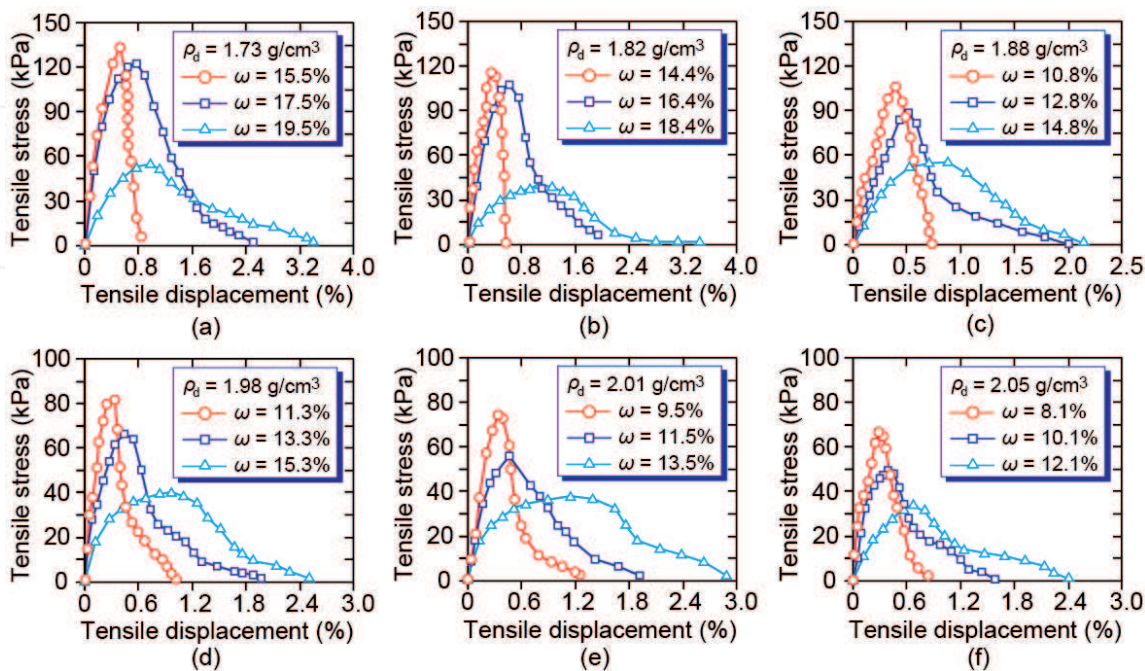 150
120
90
60
30
0
Tensile stress (kPa)
ρd = 1.73 g/cm³
ω = 15.5%
ω = 17.5%
ω = 19.5%
0 0.8 1.6 2.4 3.2 4.0
Tensile displacement (%)
(a)
150
120
90
60
30
0
Tensile stress (kPa)
ρd = 1.82 g/cm³
ω = 14.4%
ω = 16.4%
ω = 18.4%
0 0.8 1.6 2.4 3.2 4.0
Tensile displacement (%)
(b)
150
120
90
60
30
0
Tensile stress (kPa)
ρd = 1.88 g/cm³
ω = 10.8%
ω = 12.8%
ω = 14.8%
0 0.5 1.0 1.5 2.0 2.5
Tensile displacement (%)
(c)
100
80
60
40
20
0
Tensile stress (kPa)
ρd = 1.98 g/cm³
ω = 11.3%
ω = 13.3%
ω = 15.3%
0 0.6 1.2 1.8 2.4 3.0
Tensile displacement (%)
(d)
100
80
60
40
20
0
Tensile stress (kPa)
ρd = 2.01 g/cm³
ω = 9.5%
ω = 11.5%
ω = 13.5%
0 0.6 1.2 1.8 2.4 3.0
Tensile displacement (%)
(e)
100
80
60
40
20
0
Tensile stress (kPa)
ρd = 2.05 g/cm³
ω = 8.1%
ω = 10.1%
ω = 12.1%
0 0.6 1.2 1.8 2.4 3.0
Tensile displacement (%)
(f)